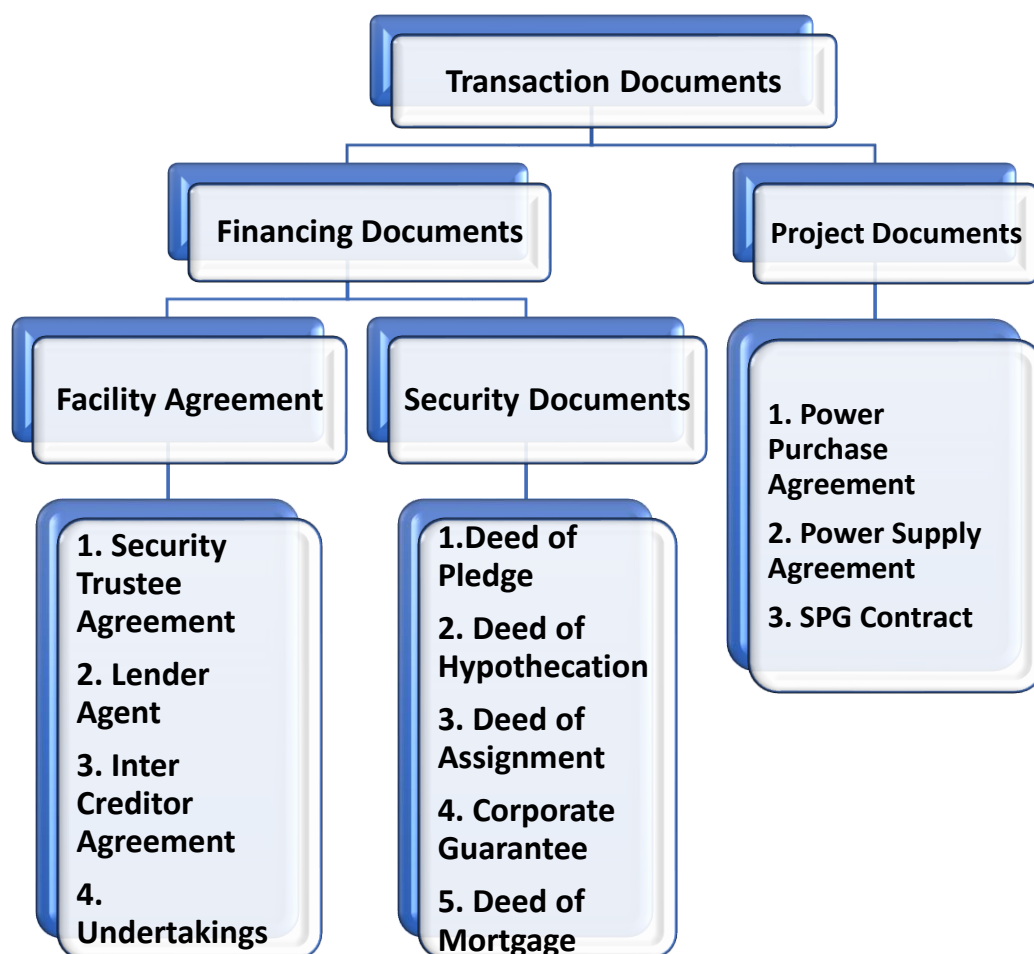 Transaction Documents
Financing Documents
Project Documents
Facility Agreement
Security Documents
1. Security
Trustee
Agreement
2. Lender
Agent
3. Inter
Creditor
Agreement
4.
Undertakings
1.Deed of
Pledge
2. Deed of
Hypothecation
3. Deed of
Assignment
4. Corporate
Guarantee
5. Deed of
Mortgage
1. Power
Purchase
Agreement
2. Power Supply
Agreement
3. SPG Contract